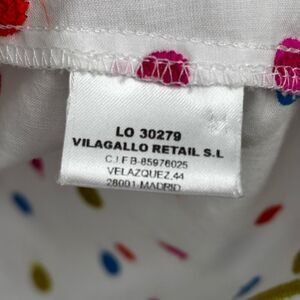 LO 30279
VILAGALLO RETAIL S.L
C.I.F B-85976025
VELAZQUEZ,44
28001-MADRID